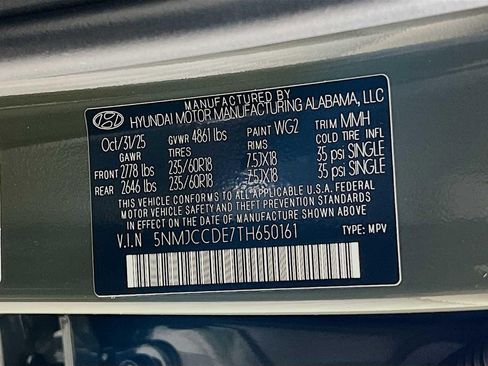 MANUFACTURED BY
HYUNDAI MOTOR MANUFACTURING ALABAMA, LLC
Oct/31/25 GVWR 4861 lbs PAINT WG2 TRIM MMH
GAWR TIRES RIMS COLD TIRE INFL
FRONT 2778 lbs 235/60R18 7.5JX18 35 psi SINGLE
REAR 2646 lbs 235/60R18 7.5JX18 35 psi SINGLE
THIS VEHICLE CONFORMS TO ALL APPLICABLE U.S.A. FEDERAL
MOTOR VEHICLE SAFETY STANDARDS IN EFFECT ON THE DATE OF
MANUFACTURE SHOWN ABOVE.
V.I.N 5NMJCCDE7TH650161 TYPE: MPV